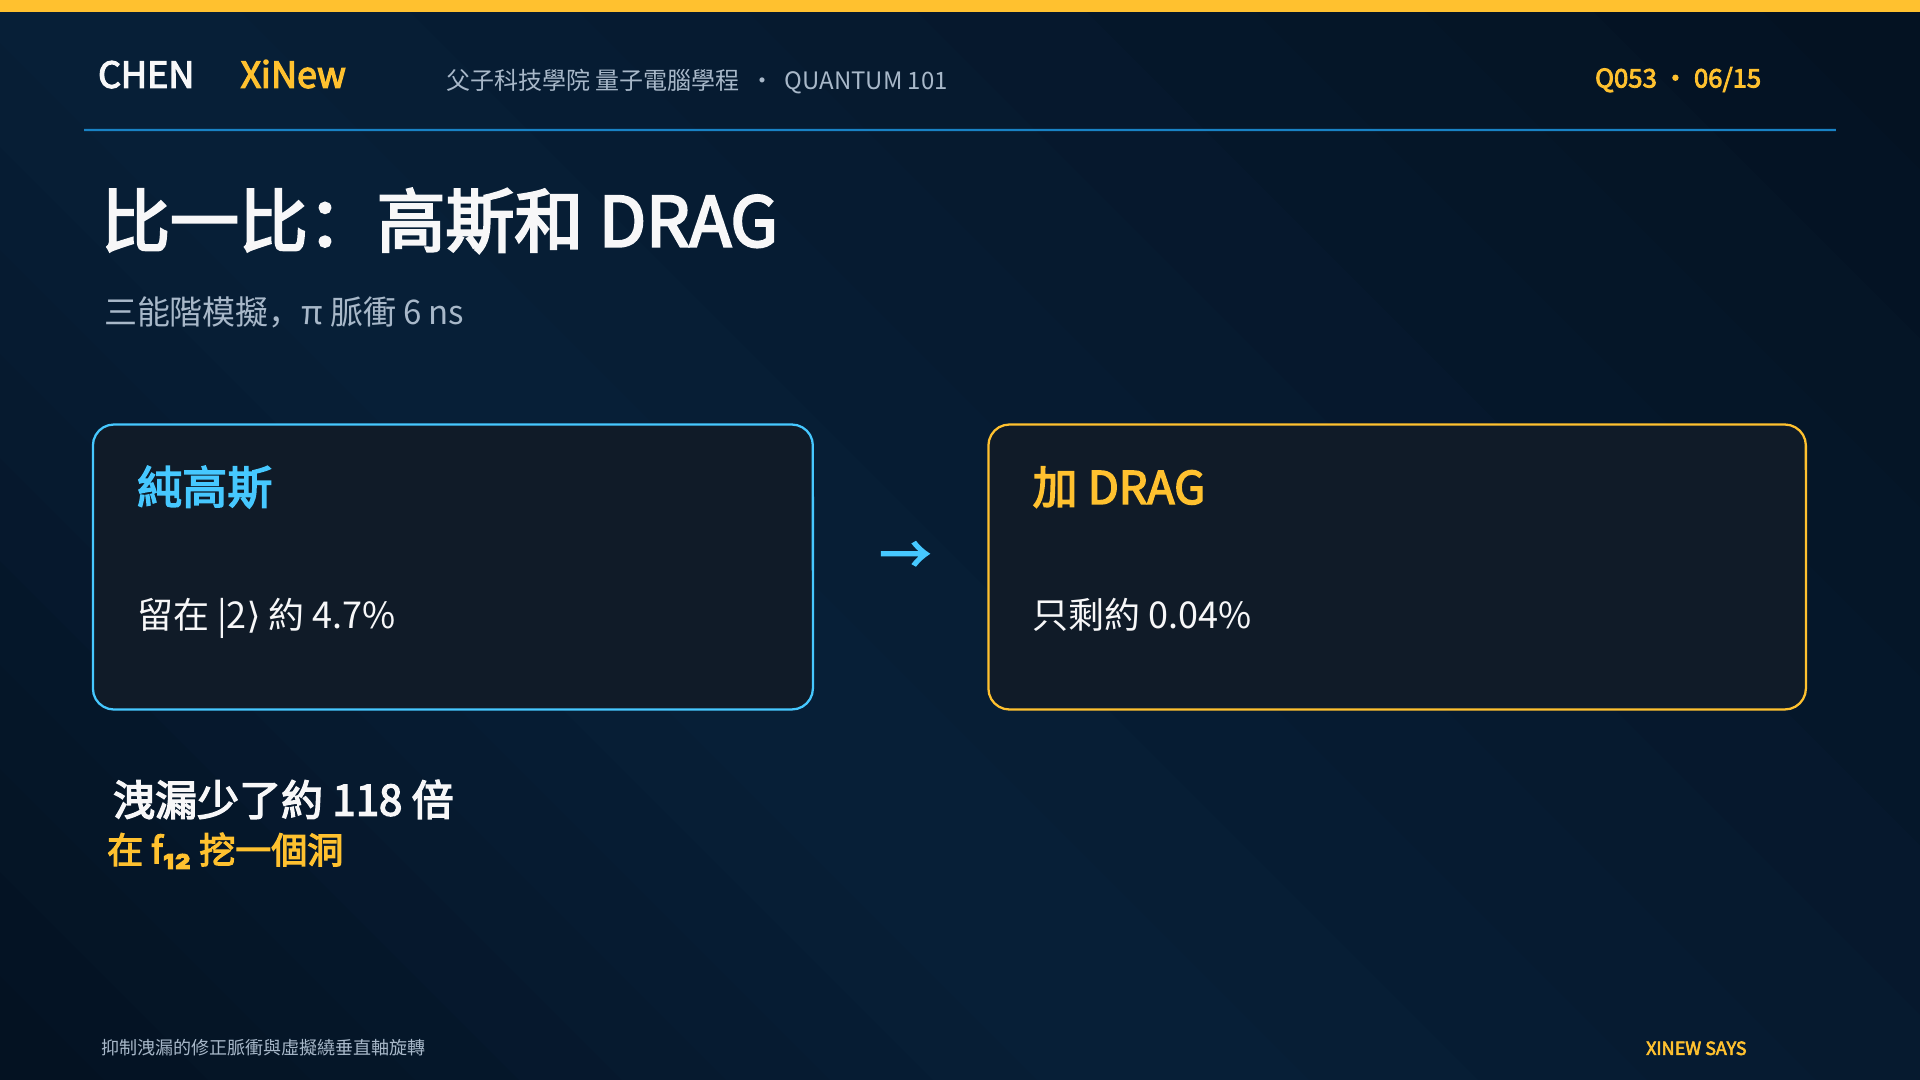 CHEN XiNew 父子科技學院 量子電腦學程 · QUANTUM 101 Q053 · 06/15
比一比：高斯和 DRAG
三能階模擬，π 脈衝 6 ns
純高斯
留在 |2⟩ 約 4.7%
→
加 DRAG
只剩約 0.04%
洩漏少了約 118 倍
在 f₁₂ 挖一個洞
抑制洩漏的修正脈衝與虛擬繞垂直軸旋轉
XINEW SAYS